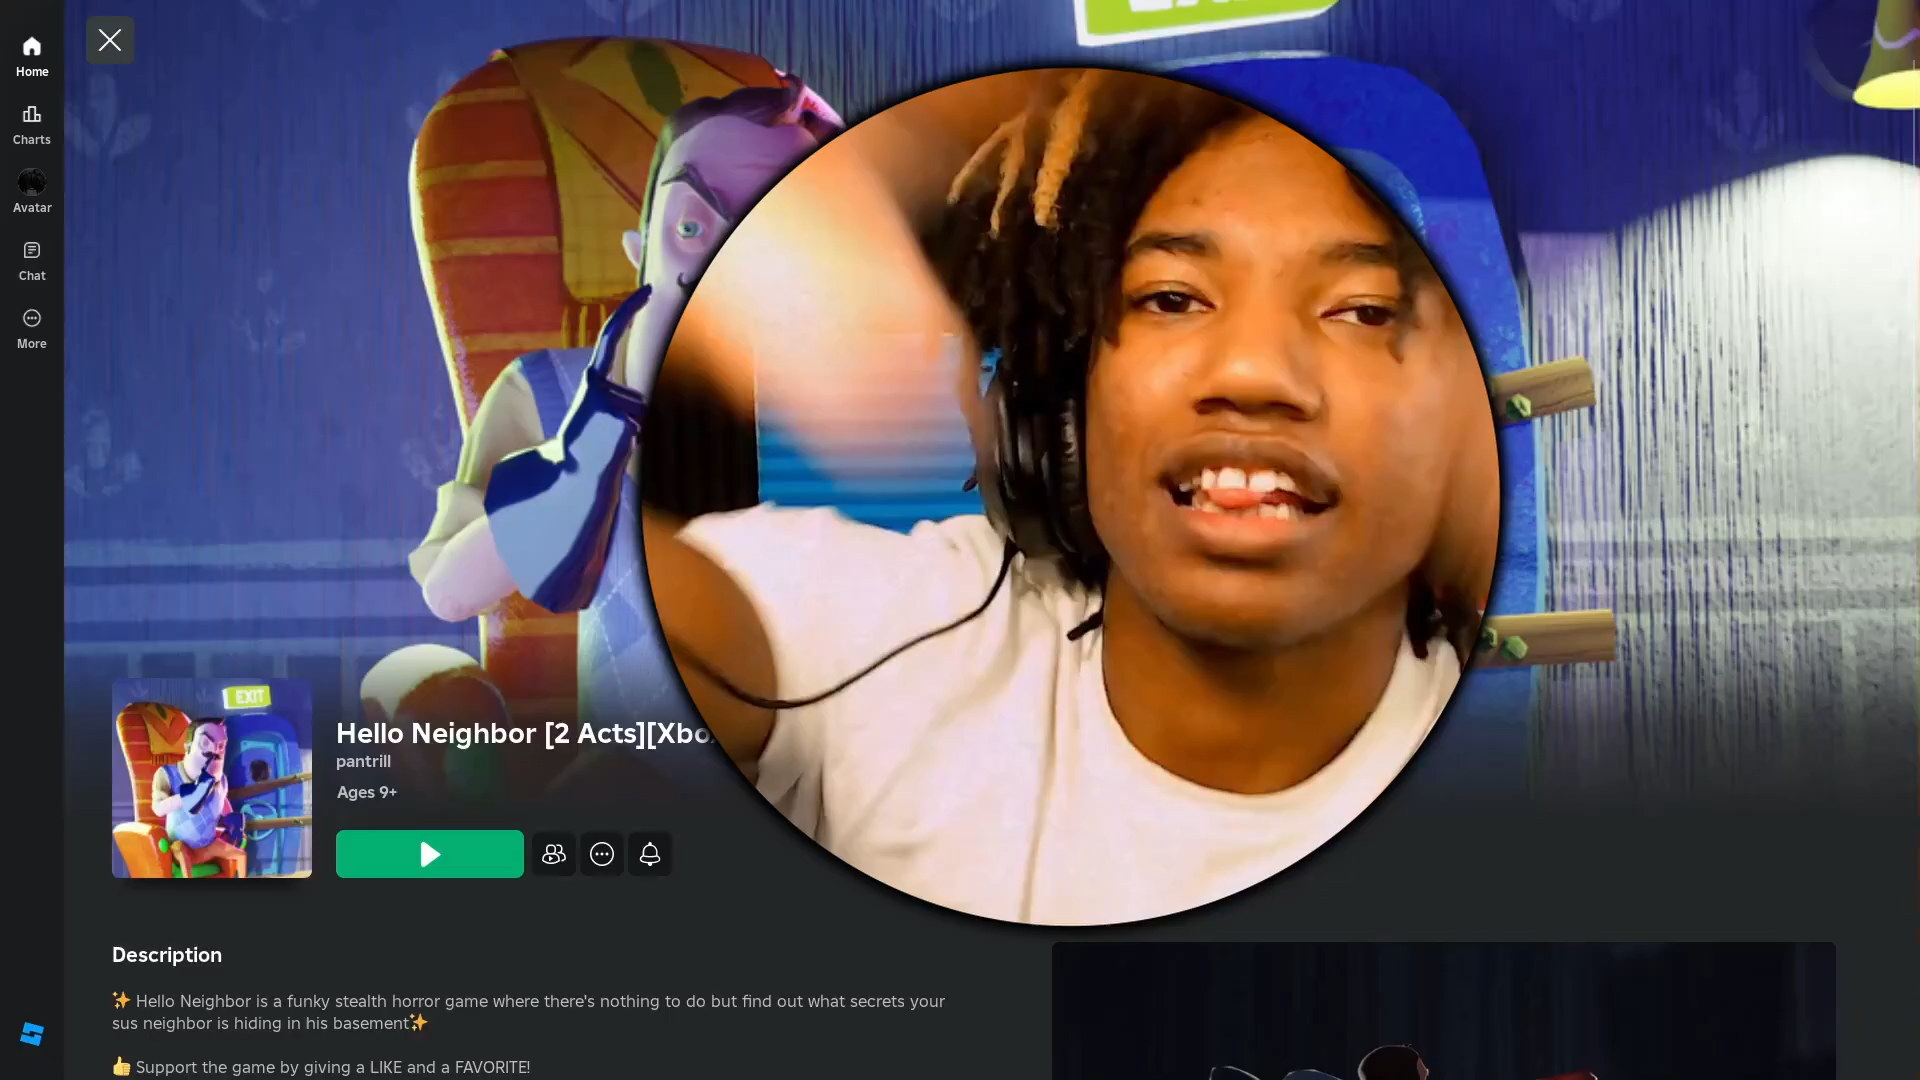 Home
Charts
Avatar
Chat
More
EXIT
Hello Neighbor [2 Acts][Xbo
pantrill
Ages 9+
Description
✨ Hello Neighbor is a funky stealth horror game where there's nothing to do but find out what secrets your
sus neighbor is hiding in his basement✨
👍 Support the game by giving a LIKE and a FAVORITE!